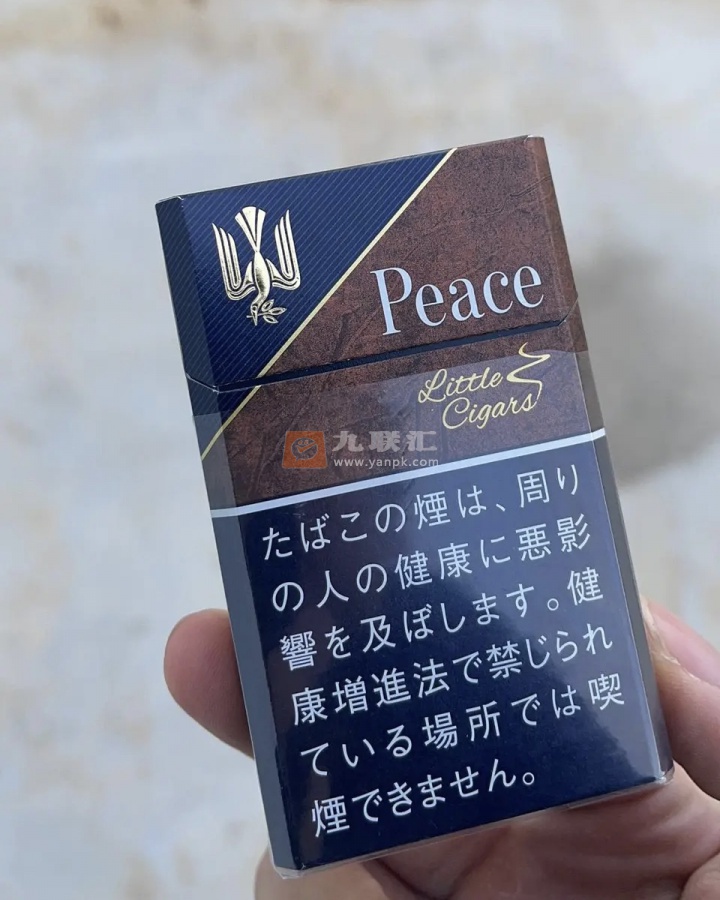 Peace
Little
Cigars
九联汇
www.yanpk.com
たばこの煙は、周り
の人の健康に悪影
響を及ぼします。健
康増進法で禁じられ
ている場所では喫
煙できません。